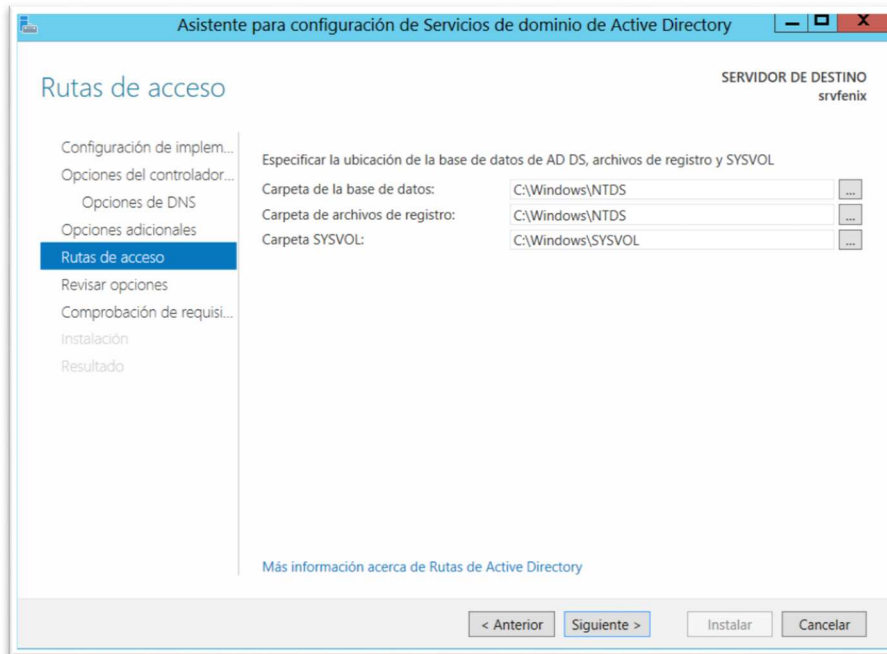 Asistente para configuración de Servicios de dominio de Active Directory
Rutas de acceso
SERVIDOR DE DESTINO
srvfenix
Configuración de implem...
Opciones del controlador...
Opciones de DNS
Opciones adicionales
Rutas de acceso
Revisar opciones
Comprobación de requisi...
Instalación
Resultado
Especificar la ubicación de la base de datos de AD DS, archivos de registro y SYSVOL
Carpeta de la base de datos: C:\Windows\NTDS ...
Carpeta de archivos de registro: C:\Windows\NTDS ...
Carpeta SYSVOL: C:\Windows\SYSVOL ...
Más información acerca de Rutas de Active Directory
< Anterior Siguiente > Instalar Cancelar